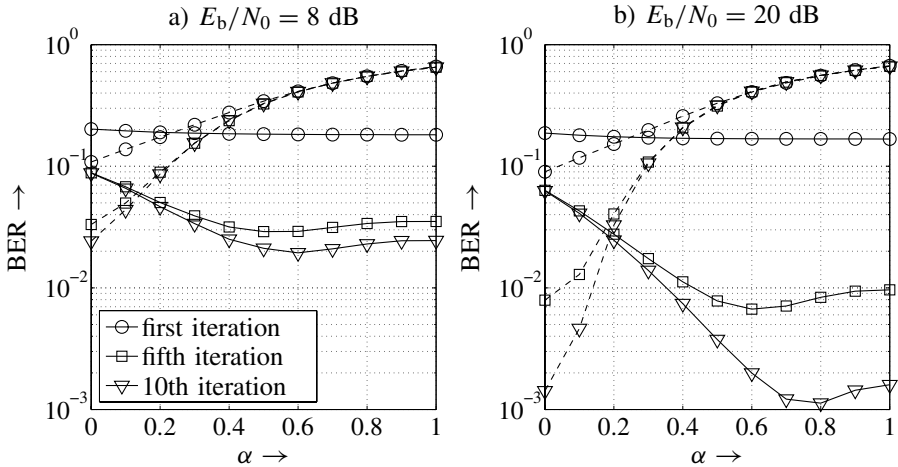 a) E_b/N_0 = 8 dB
10^0
10^{-1}
10^{-2}
10^{-3}
BER →
first iteration
fifth iteration
10th iteration
0 0.2 0.4 0.6 0.8 1
α →
b) E_b/N_0 = 20 dB
10^0
10^{-1}
10^{-2}
10^{-3}
BER →
0 0.2 0.4 0.6 0.8 1
α →